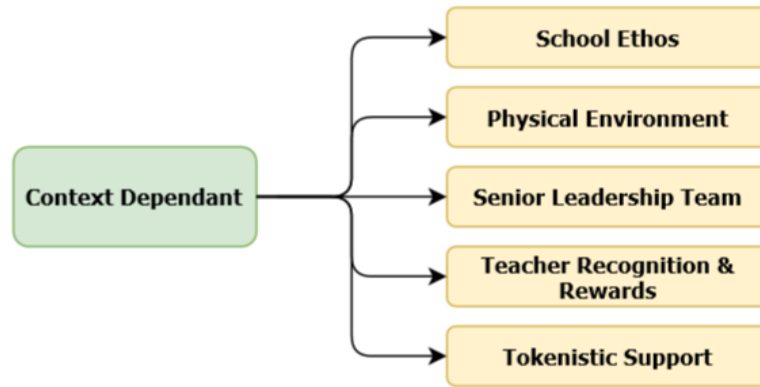 School Ethos
Physical Environment
Context Dependant
Senior Leadership Team
Teacher Recognition &
Rewards
Tokenistic Support